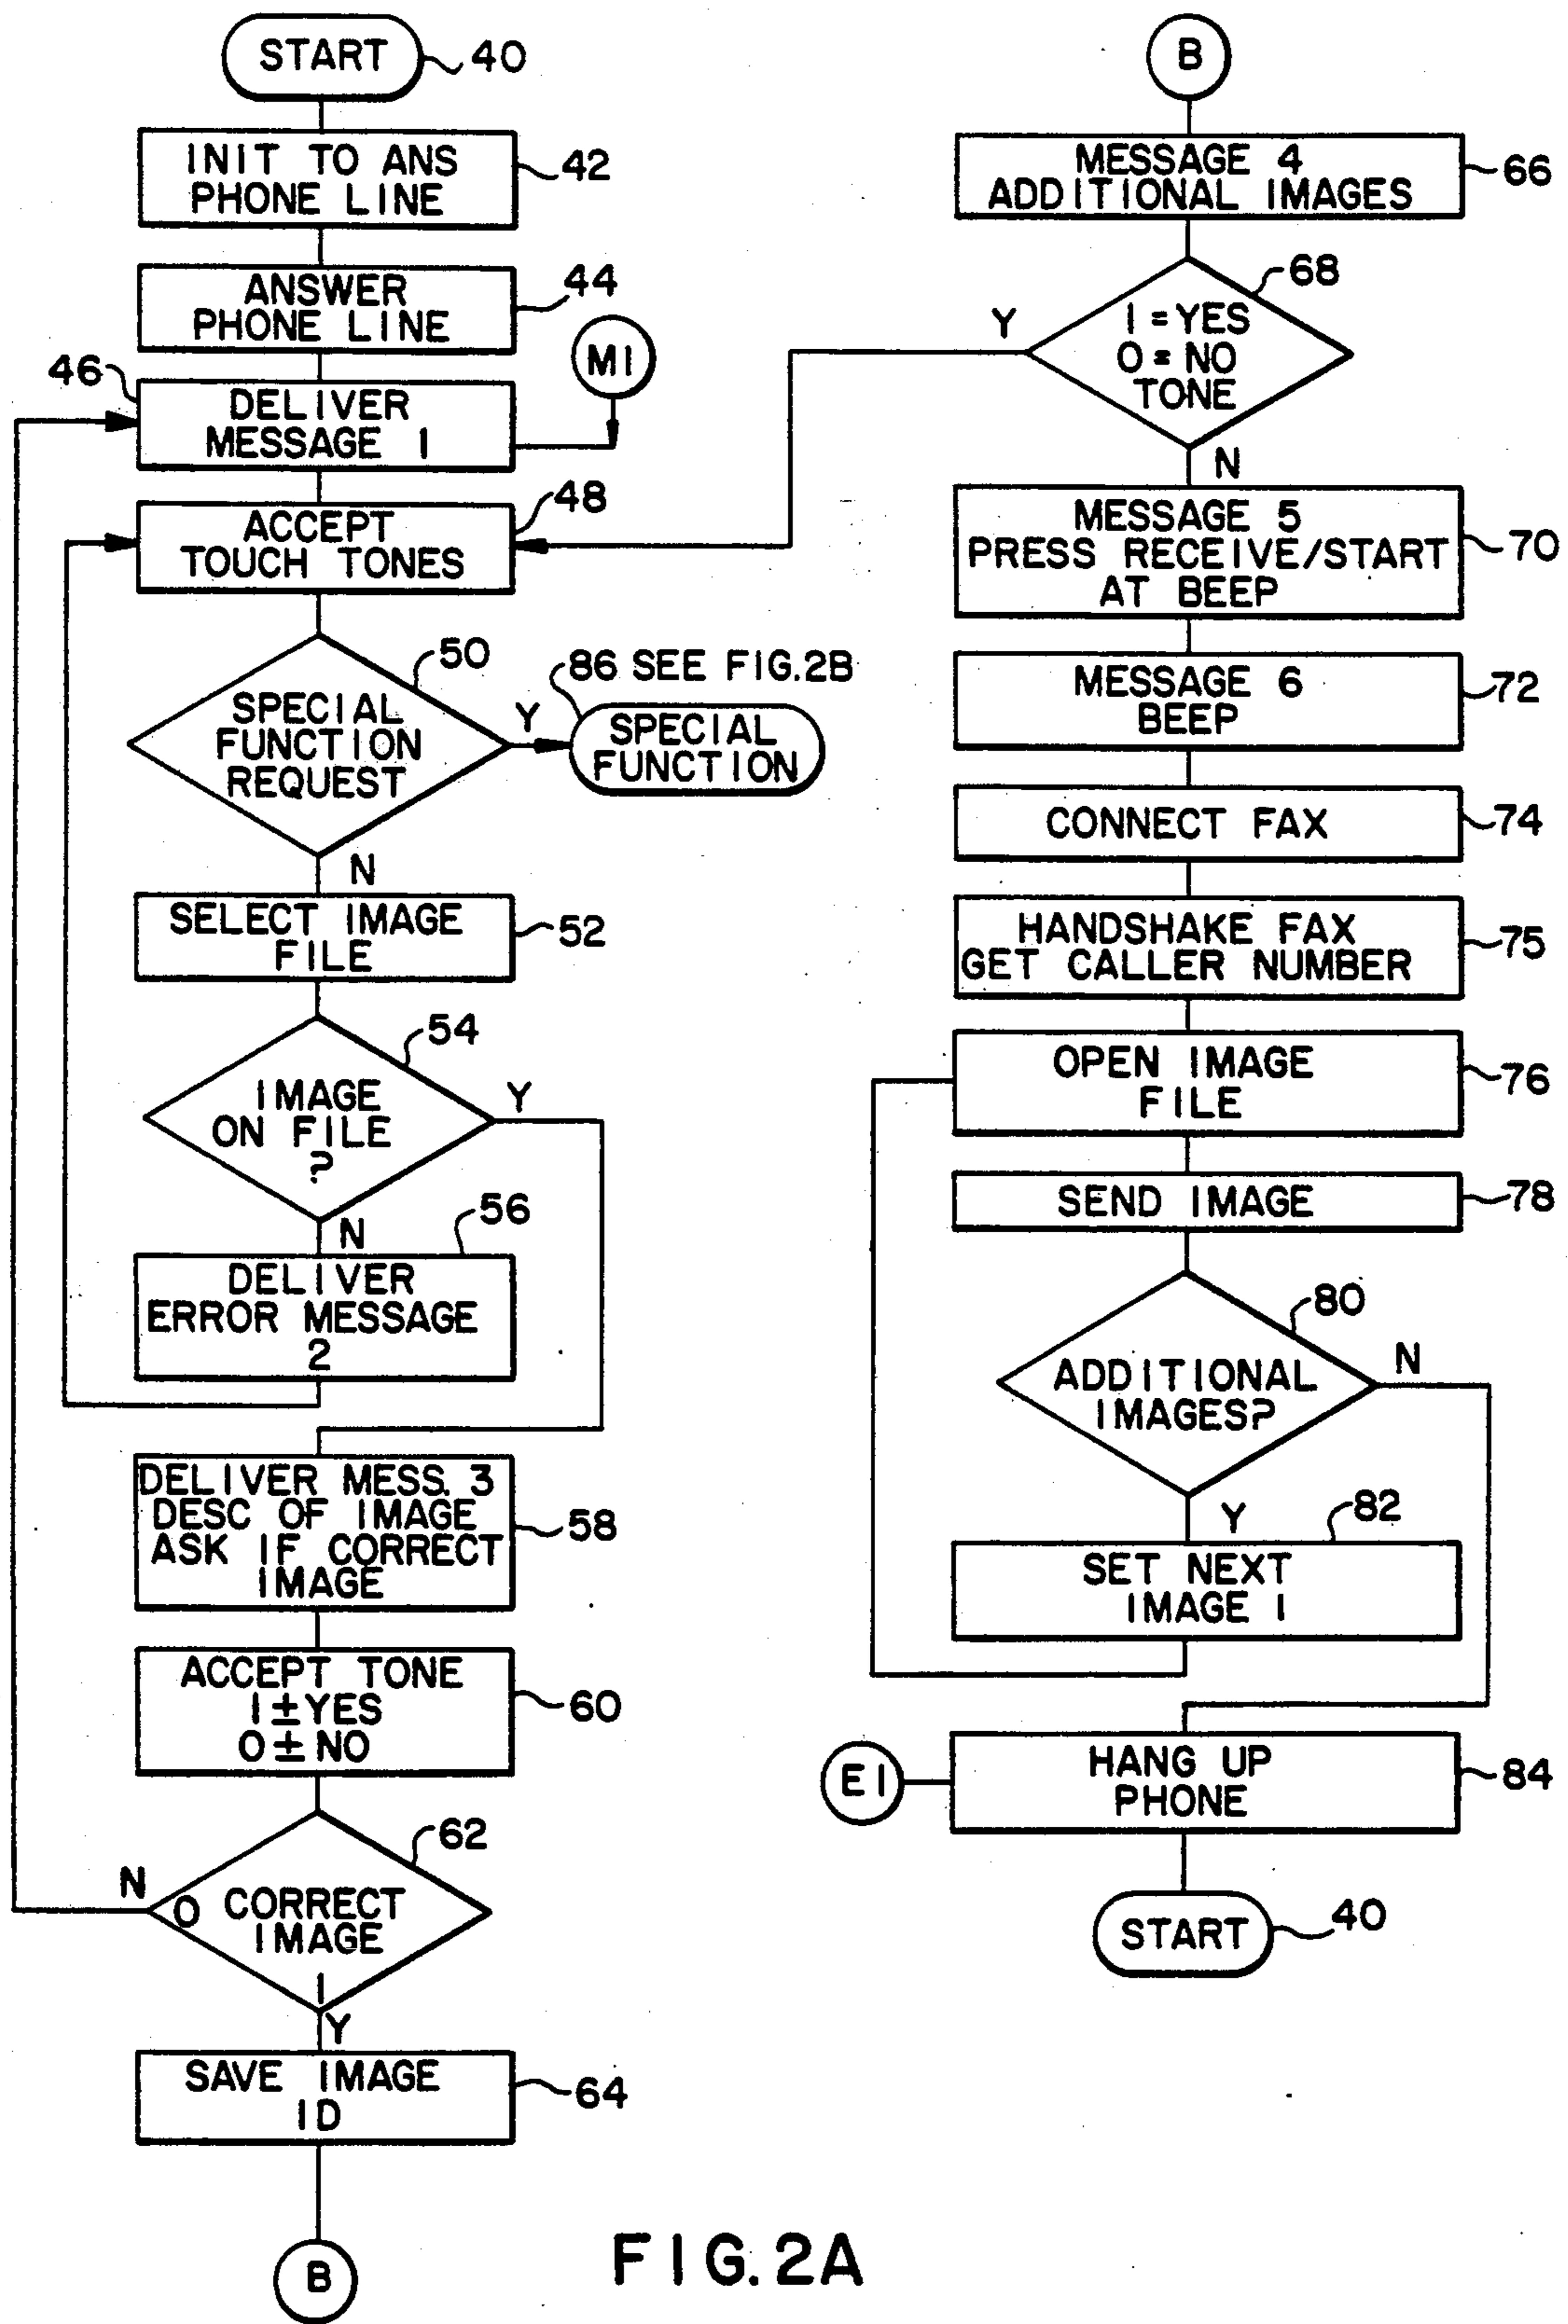 START
40
INIT TO ANS
PHONE LINE
42
ANSWER
PHONE LINE
44
M1
46
DELIVER
MESSAGE 1
ACCEPT
TOUCH TONES
48
SPECIAL
FUNCTION
REQUEST
50
Y
86 SEE FIG.2B
SPECIAL
FUNCTION
N
SELECT IMAGE
FILE
52
IMAGE
ON FILE
?
54
Y
N
DELIVER
ERROR MESSAGE
2
56
DELIVER MESS. 3
DESC OF IMAGE
ASK IF CORRECT
IMAGE
58
ACCEPT TONE
1 ± YES
0 ± NO
60
62
N
0 CORRECT
IMAGE
1
Y
SAVE IMAGE
ID
64
B
B
MESSAGE 4
ADDITIONAL IMAGES
66
68
Y
1 = YES
0 = NO
TONE
N
MESSAGE 5
PRESS RECEIVE/START
AT BEEP
70
MESSAGE 6
BEEP
72
CONNECT FAX
74
HANDSHAKE FAX
GET CALLER NUMBER
75
OPEN IMAGE
FILE
76
SEND IMAGE
78
80
ADDITIONAL
IMAGES?
N
Y
82
SET NEXT
IMAGE 1
E1
HANG UP
PHONE
84
START
40
FIG. 2A